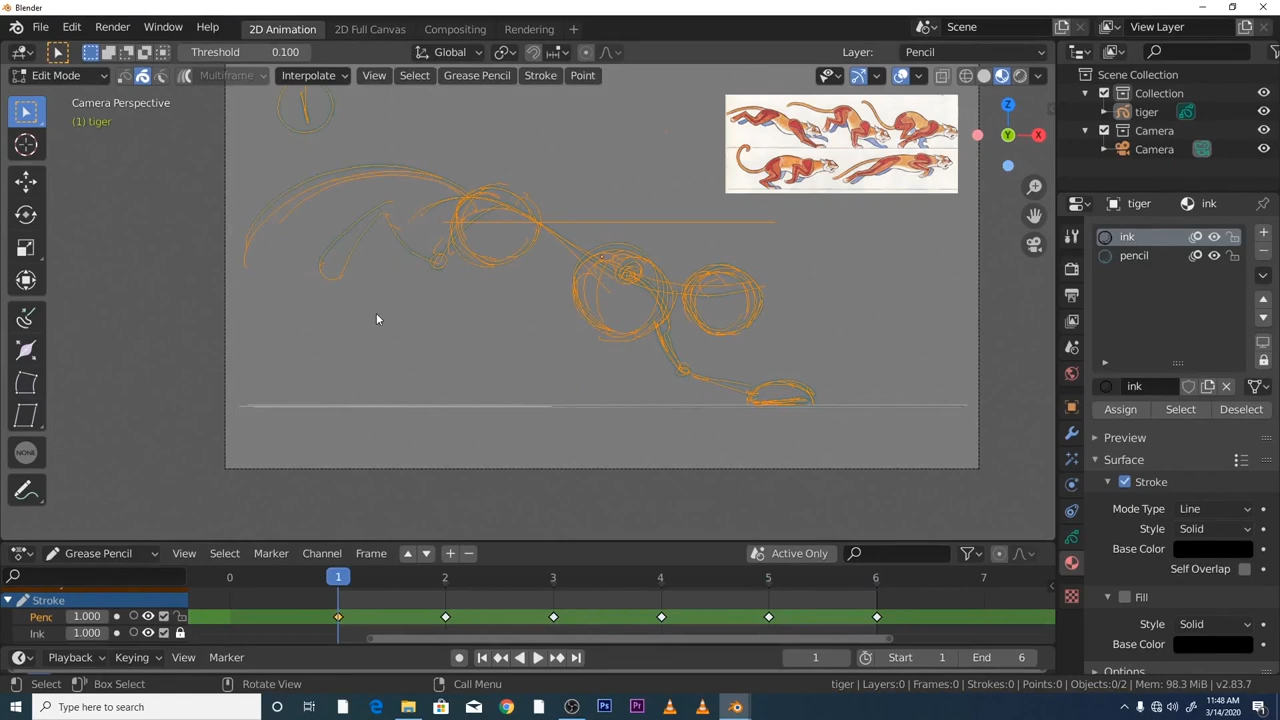 Blender
File Edit Render Window Help 2D Animation 2D Full Canvas Compositing Rendering + Scene View Layer
Threshold 0.100 Global Layer: Pencil
Edit Mode Multiframe Interpolate View Select Grease Pencil Stroke Point
Camera Perspective
(1) tiger
Z
Y
X
NONE
Scene Collection
Collection
tiger
Camera
Camera
tiger ink
ink
pencil
ink
Assign Select Deselect
Preview
Surface
Stroke
Mode Type Line
Style Solid
Base Color
Self Overlap
Fill
Style Solid
Base Color
Options
Grease Pencil View Select Marker Channel Frame Active Only
0 1 2 3 4 5 6 7
Stroke
Penc 1.000
Ink 1.000
Playback Keying View Marker 1 Start 1 End 6
Select Box Select Rotate View Call Menu tiger | Layers:0 | Frames:0 | Strokes:0 | Points:0 | Objects:0/2 | Mem: 98.3 MiB | v2.83.7
Type here to search Ps Pr 11:48 AM
3/14/2020